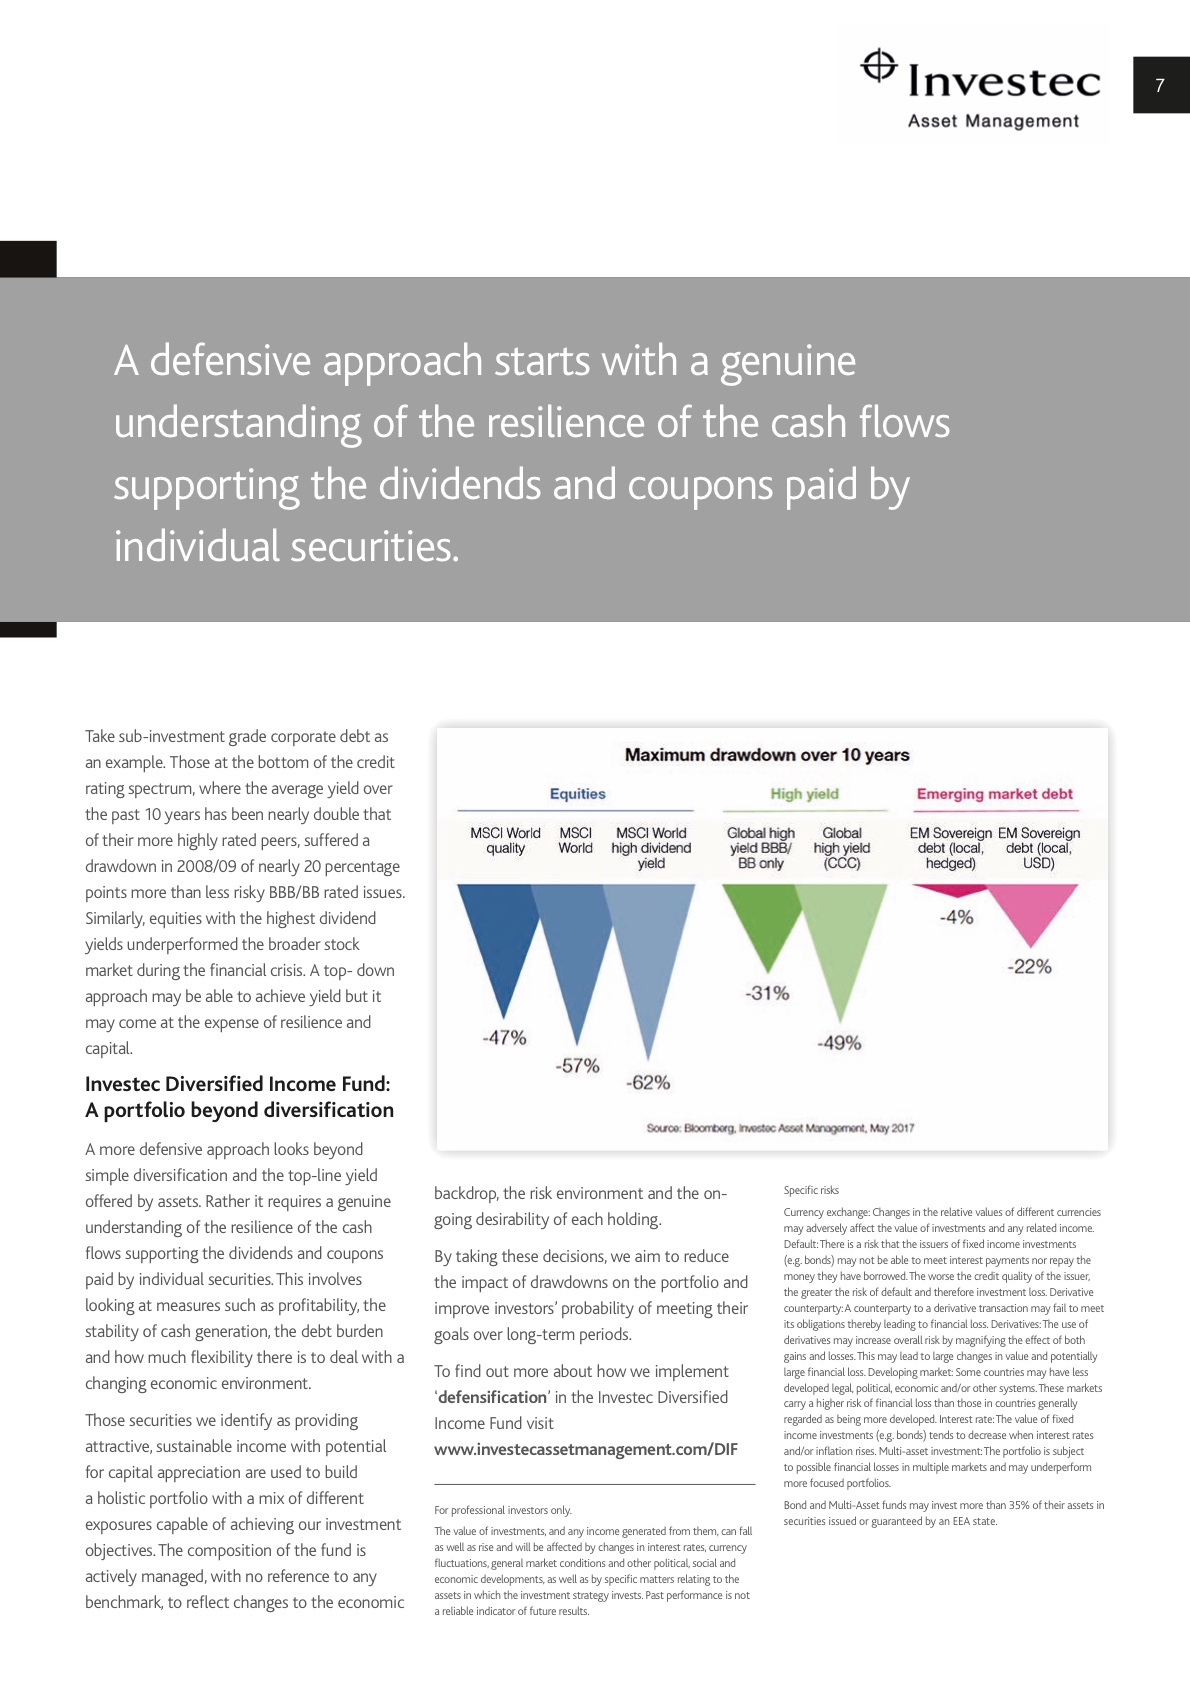 Investec
Asset Management
7
A defensive approach starts with a genuine
understanding of the resilience of the cash flows
supporting the dividends and coupons paid by
individual securities.
Take sub-investment grade corporate debt as
an example. Those at the bottom of the credit
rating spectrum, where the average yield over
the past 10 years has been nearly double that
of their more highly rated peers, suffered a
drawdown in 2008/09 of nearly 20 percentage
points more than less risky BBB/BB rated issues.
Similarly, equities with the highest dividend
yields underperformed the broader stock
market during the financial crisis. A top- down
approach may be able to achieve yield but it
may come at the expense of resilience and
capital.
Investec Diversified Income Fund:
A portfolio beyond diversification
A more defensive approach looks beyond
simple diversification and the top-line yield
offered by assets. Rather it requires a genuine
understanding of the resilience of the cash
flows supporting the dividends and coupons
paid by individual securities. This involves
looking at measures such as profitability, the
stability of cash generation, the debt burden
and how much flexibility there is to deal with a
changing economic environment.
Those securities we identify as providing
attractive, sustainable income with potential
for capital appreciation are used to build
a holistic portfolio with a mix of different
exposures capable of achieving our investment
objectives. The composition of the fund is
actively managed, with no reference to any
benchmark, to reflect changes to the economic
Maximum drawdown over 10 years
Equities
High yield
Emerging market debt
MSCI World
quality
MSCI
World
MSCI World
high dividend
yield
Global high
yield BBB/
BB only
Global
high yield
(CCC)
EM Sovereign
debt (local,
hedged)
EM Sovereign
debt (local,
USD)
-47%
-57%
-62%
-31%
-49%
-4%
-22%
Source: Bloomberg, Investec Asset Management, May 2017
backdrop, the risk environment and the on-
going desirability of each holding.
By taking these decisions, we aim to reduce
the impact of drawdowns on the portfolio and
improve investors' probability of meeting their
goals over long-term periods.
To find out more about how we implement
'defensification' in the Investec Diversified
Income Fund visit
www.investecassetmanagement.com/DIF
For professional investors only.
The value of investments, and any income generated from them, can fall
as well as rise and will be affected by changes in interest rates, currency
fluctuations, general market conditions and other political, social and
economic developments, as well as by specific matters relating to the
assets in which the investment strategy invests. Past performance is not
a reliable indicator of future results.
Specific risks
Currency exchange: Changes in the relative values of different currencies
may adversely affect the value of investments and any related income.
Default: There is a risk that the issuers of fixed income investments
(e.g. bonds) may not be able to meet interest payments nor repay the
money they have borrowed. The worse the credit quality of the issuer,
the greater the risk of default and therefore investment loss. Derivative
counterparty: A counterparty to a derivative transaction may fail to meet
its obligations thereby leading to financial loss. Derivatives: The use of
derivatives may increase overall risk by magnifying the effect of both
gains and losses. This may lead to large changes in value and potentially
large financial loss. Developing market: Some countries may have less
developed legal, political, economic and/or other systems. These markets
carry a higher risk of financial loss than those in countries generally
regarded as being more developed. Interest rate: The value of fixed
income investments (e.g. bonds) tends to decrease when interest rates
and/or inflation rises. Multi-asset investment: The portfolio is subject
to possible financial losses in multiple markets and may underperform
more focused portfolios.
Bond and Multi-Asset funds may invest more than 35% of their assets in
securities issued or guaranteed by an EEA state.